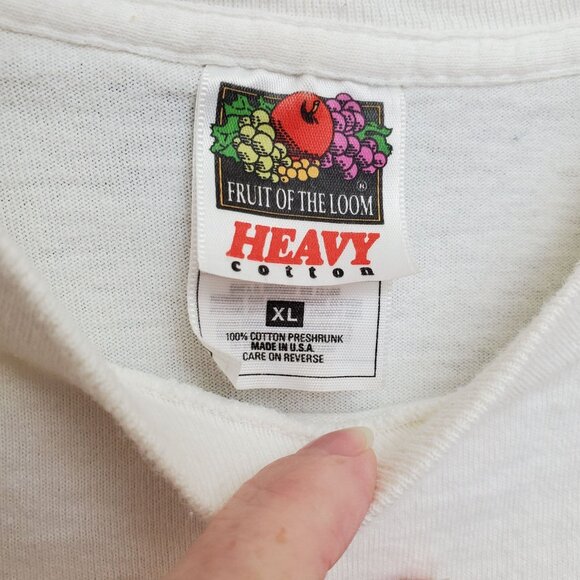 FRUIT OF THE LOOM ®
HEAVY
cotton
XL
100% COTTON PRESHRUNK
MADE IN U.S.A.
CARE ON REVERSE